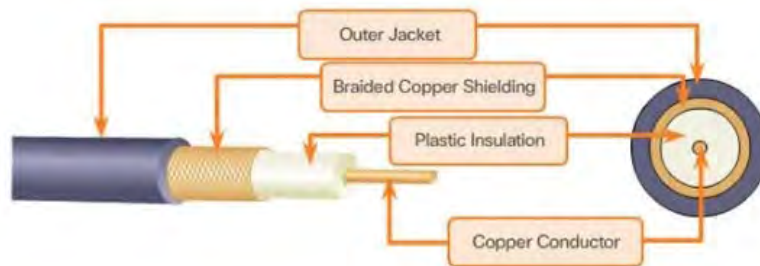 Outer Jacket
Braided Copper Shielding
Plastic Insulation
Copper Conductor